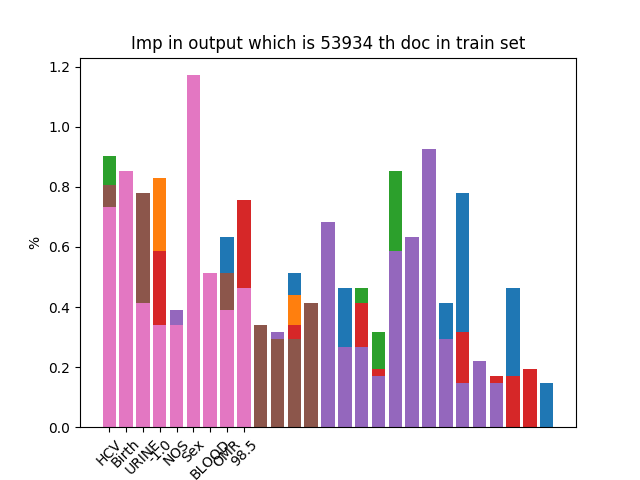 Imp in output which is 53934 th doc in train set
1.2
1.0
0.8
0.6
0.4
0.2
0.0
%
HCV
Birth
URINE
-1.0
NOS
Sex
BLOOD
OMR
98.5